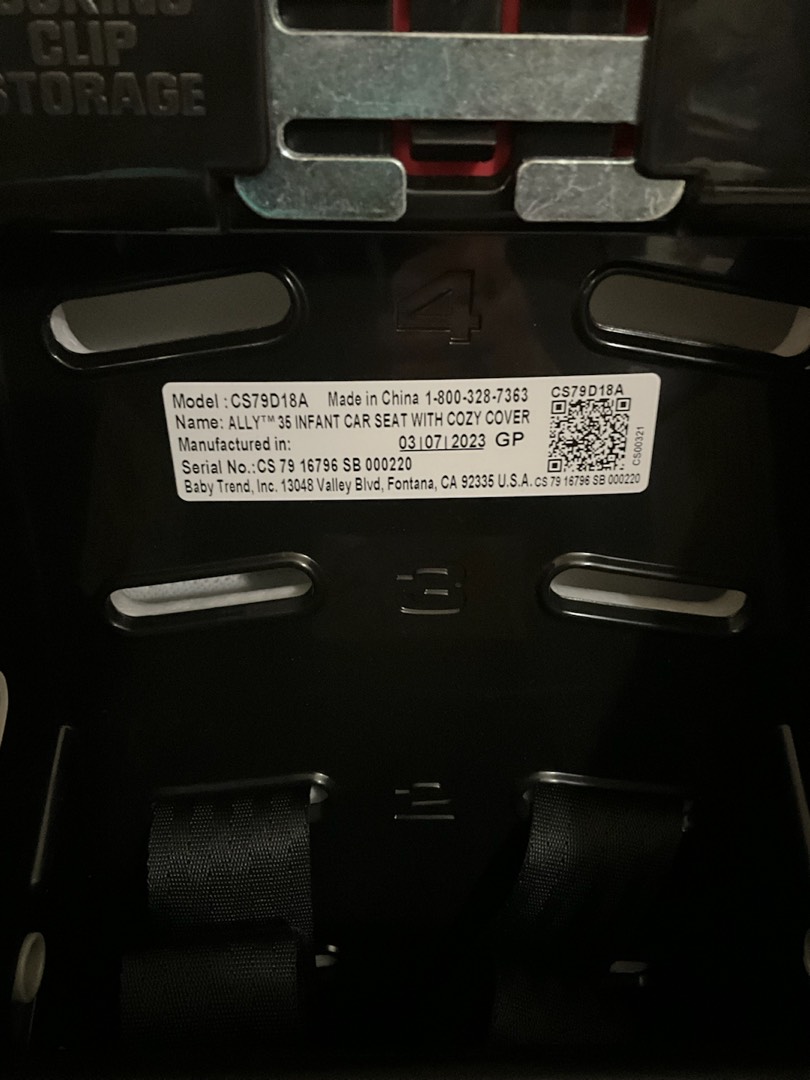 CLIP
STORAGE
4
Model : CS79D18A Made in China 1-800-328-7363
Name: ALLY™ 35 INFANT CAR SEAT WITH COZY COVER
Manufactured in: 03|07|2023 GP
Serial No.:CS 79 16796 SB 000220
Baby Trend, Inc. 13048 Valley Blvd, Fontana, CA 92335 U.S.A.
CS79D18A
CS00321
CS 79 16796 SB 000220
3
2